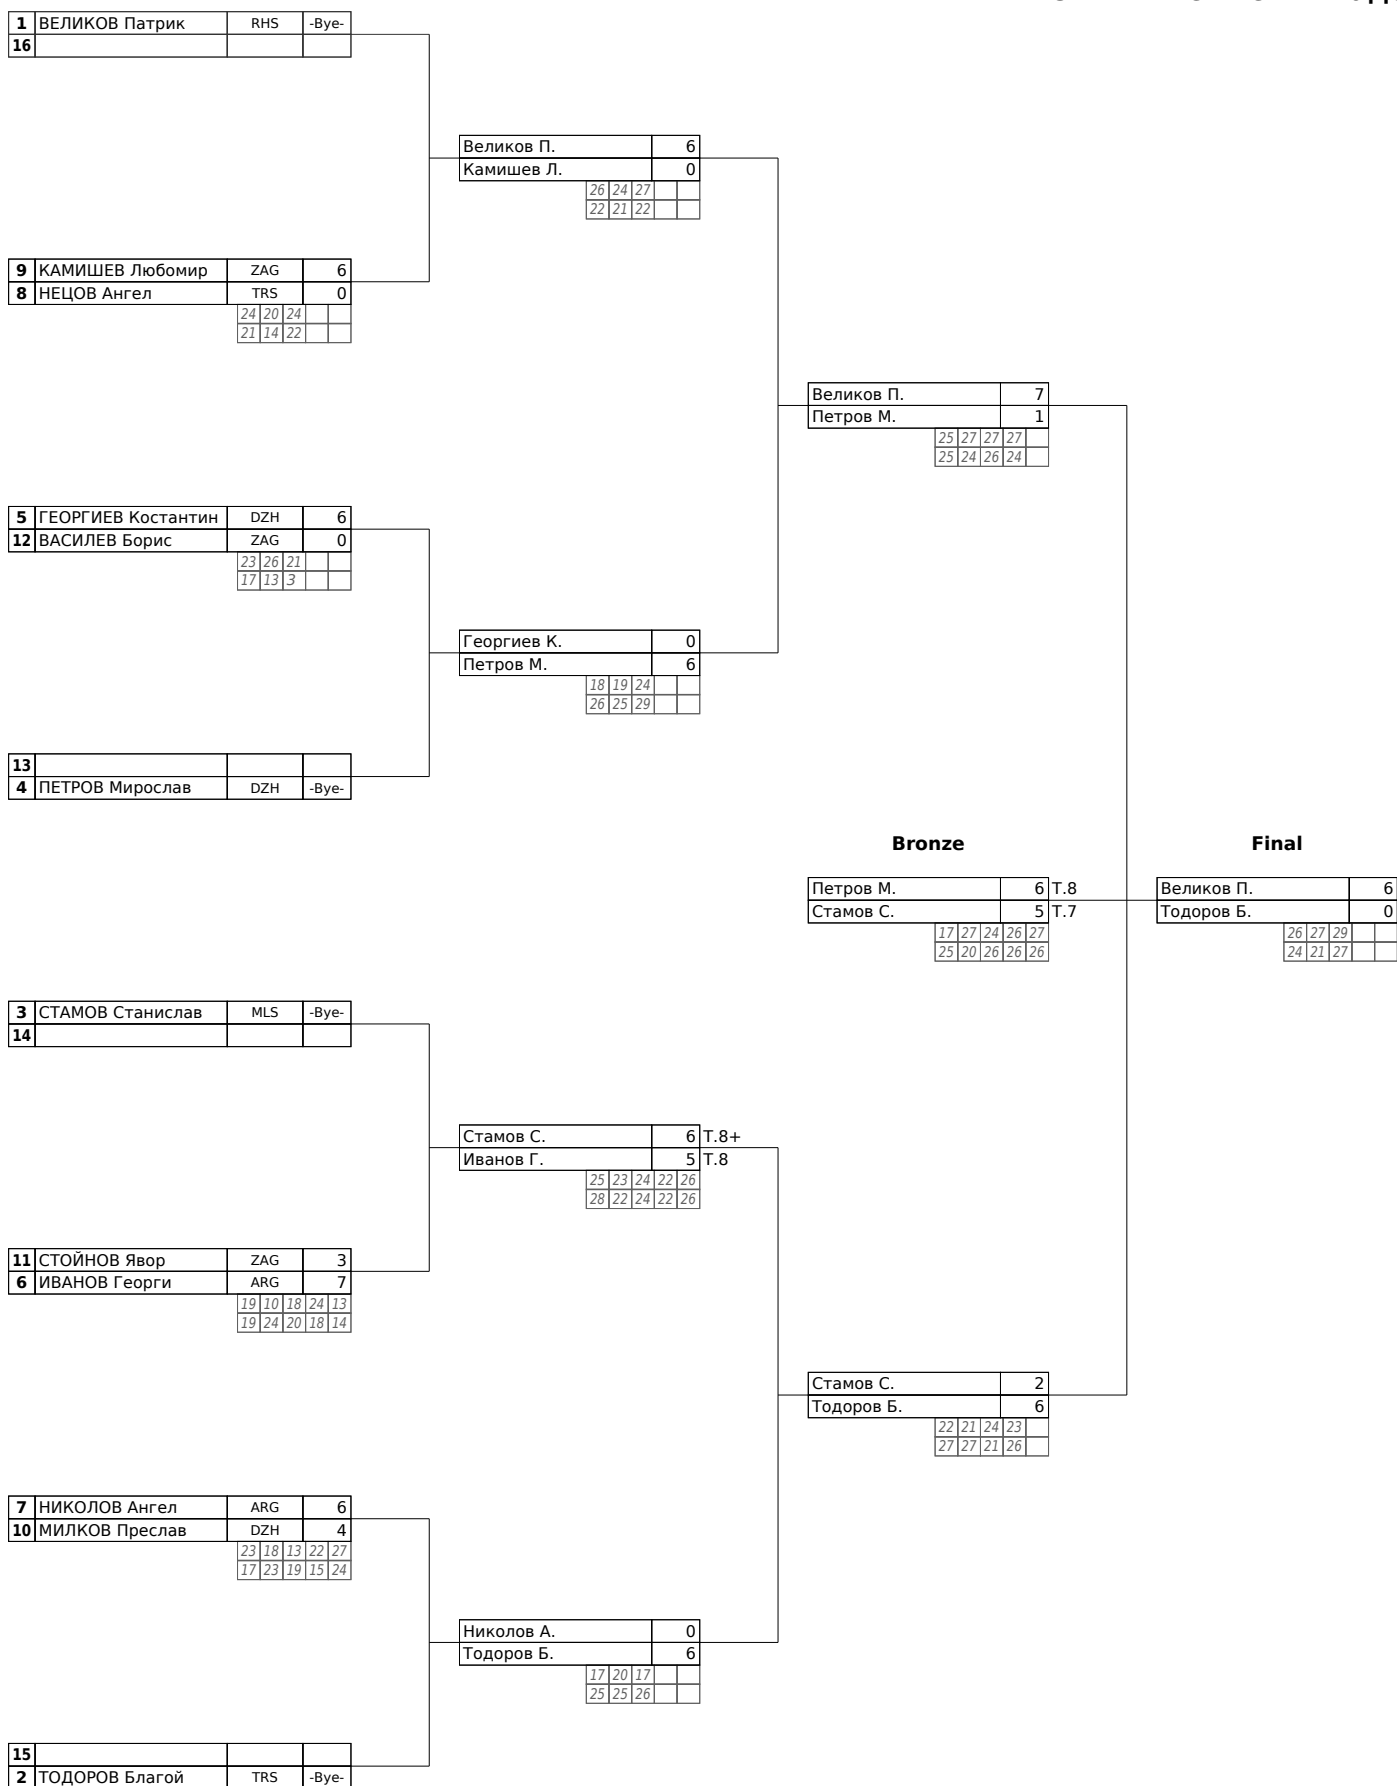 1 ВЕЛИКОВ Патрик RHS -Bye-
16
Великов П. 6
Камишев Л. 0
26 24 27
22 21 22
9 КАМИШЕВ Любомир ZAG 6
8 НЕЦОВ Ангел TRS 0
24 20 24
21 14 22
Великов П. 7
Петров М. 1
25 27 27 27
25 24 26 24
5 ГЕОРГИЕВ Костантин DZH 6
12 ВАСИЛЕВ Борис ZAG 0
23 26 21
17 13 3
Георгиев К. 0
Петров М. 6
18 19 24
26 25 29
13
4 ПЕТРОВ Мирослав DZH -Bye-
Bronze Final
Петров М. 6 T.8 Великов П. 6
Стамов С. 5 T.7 Тодоров Б. 0
17 27 24 26 27 26 27 29
25 20 26 26 26 24 21 27
3 СТАМОВ Станислав MLS -Bye-
14
Стамов С. 6 T.8+
Иванов Г. 5 T.8
25 23 24 22 26
28 22 24 22 26
11 СТОЙНОВ Явор ZAG 3
6 ИВАНОВ Георги ARG 7
19 10 18 24 13
19 24 20 18 14
Стамов С. 2
Тодоров Б. 6
22 21 24 23
27 27 21 26
7 НИКОЛОВ Ангел ARG 6
10 МИЛКОВ Преслав DZH 4
23 18 13 22 27
17 23 19 15 24
Николов А. 0
Тодоров Б. 6
17 20 17
25 25 26
15
2 ТОДОРОВ Благой TRS -Bye-